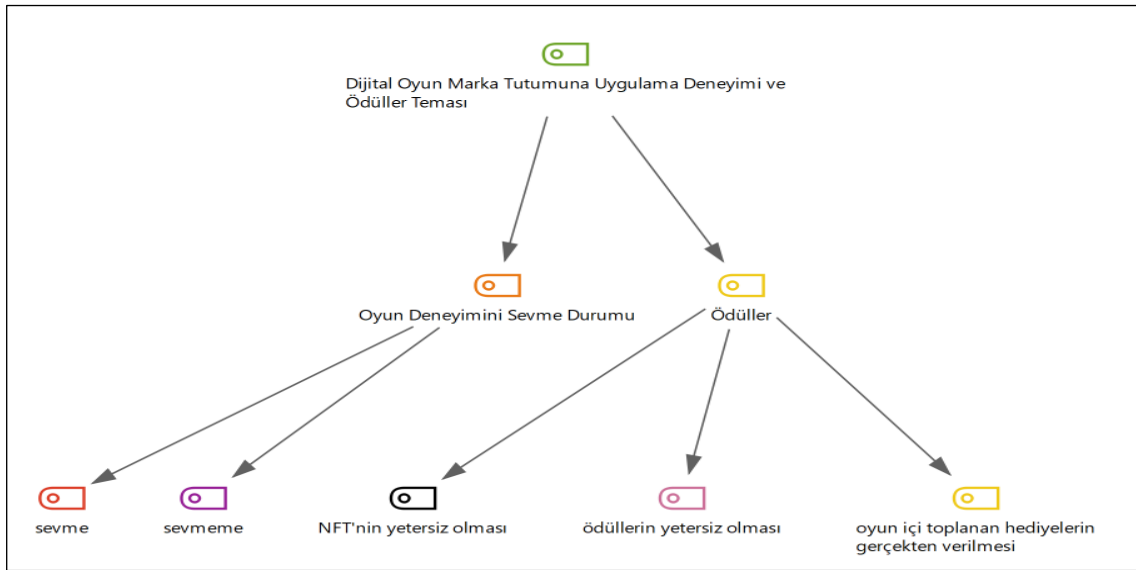 Dijital Oyun Marka Tutumuna Uygulama Deneyimi ve
Ödüller Teması
Oyun Deneyimini Sevme Durumu
Ödüller
sevme
sevmeme
NFT'nin yetersiz olması
ödüllerin yetersiz olması
oyun içi toplanan hediyelerin
gerçekten verilmesi